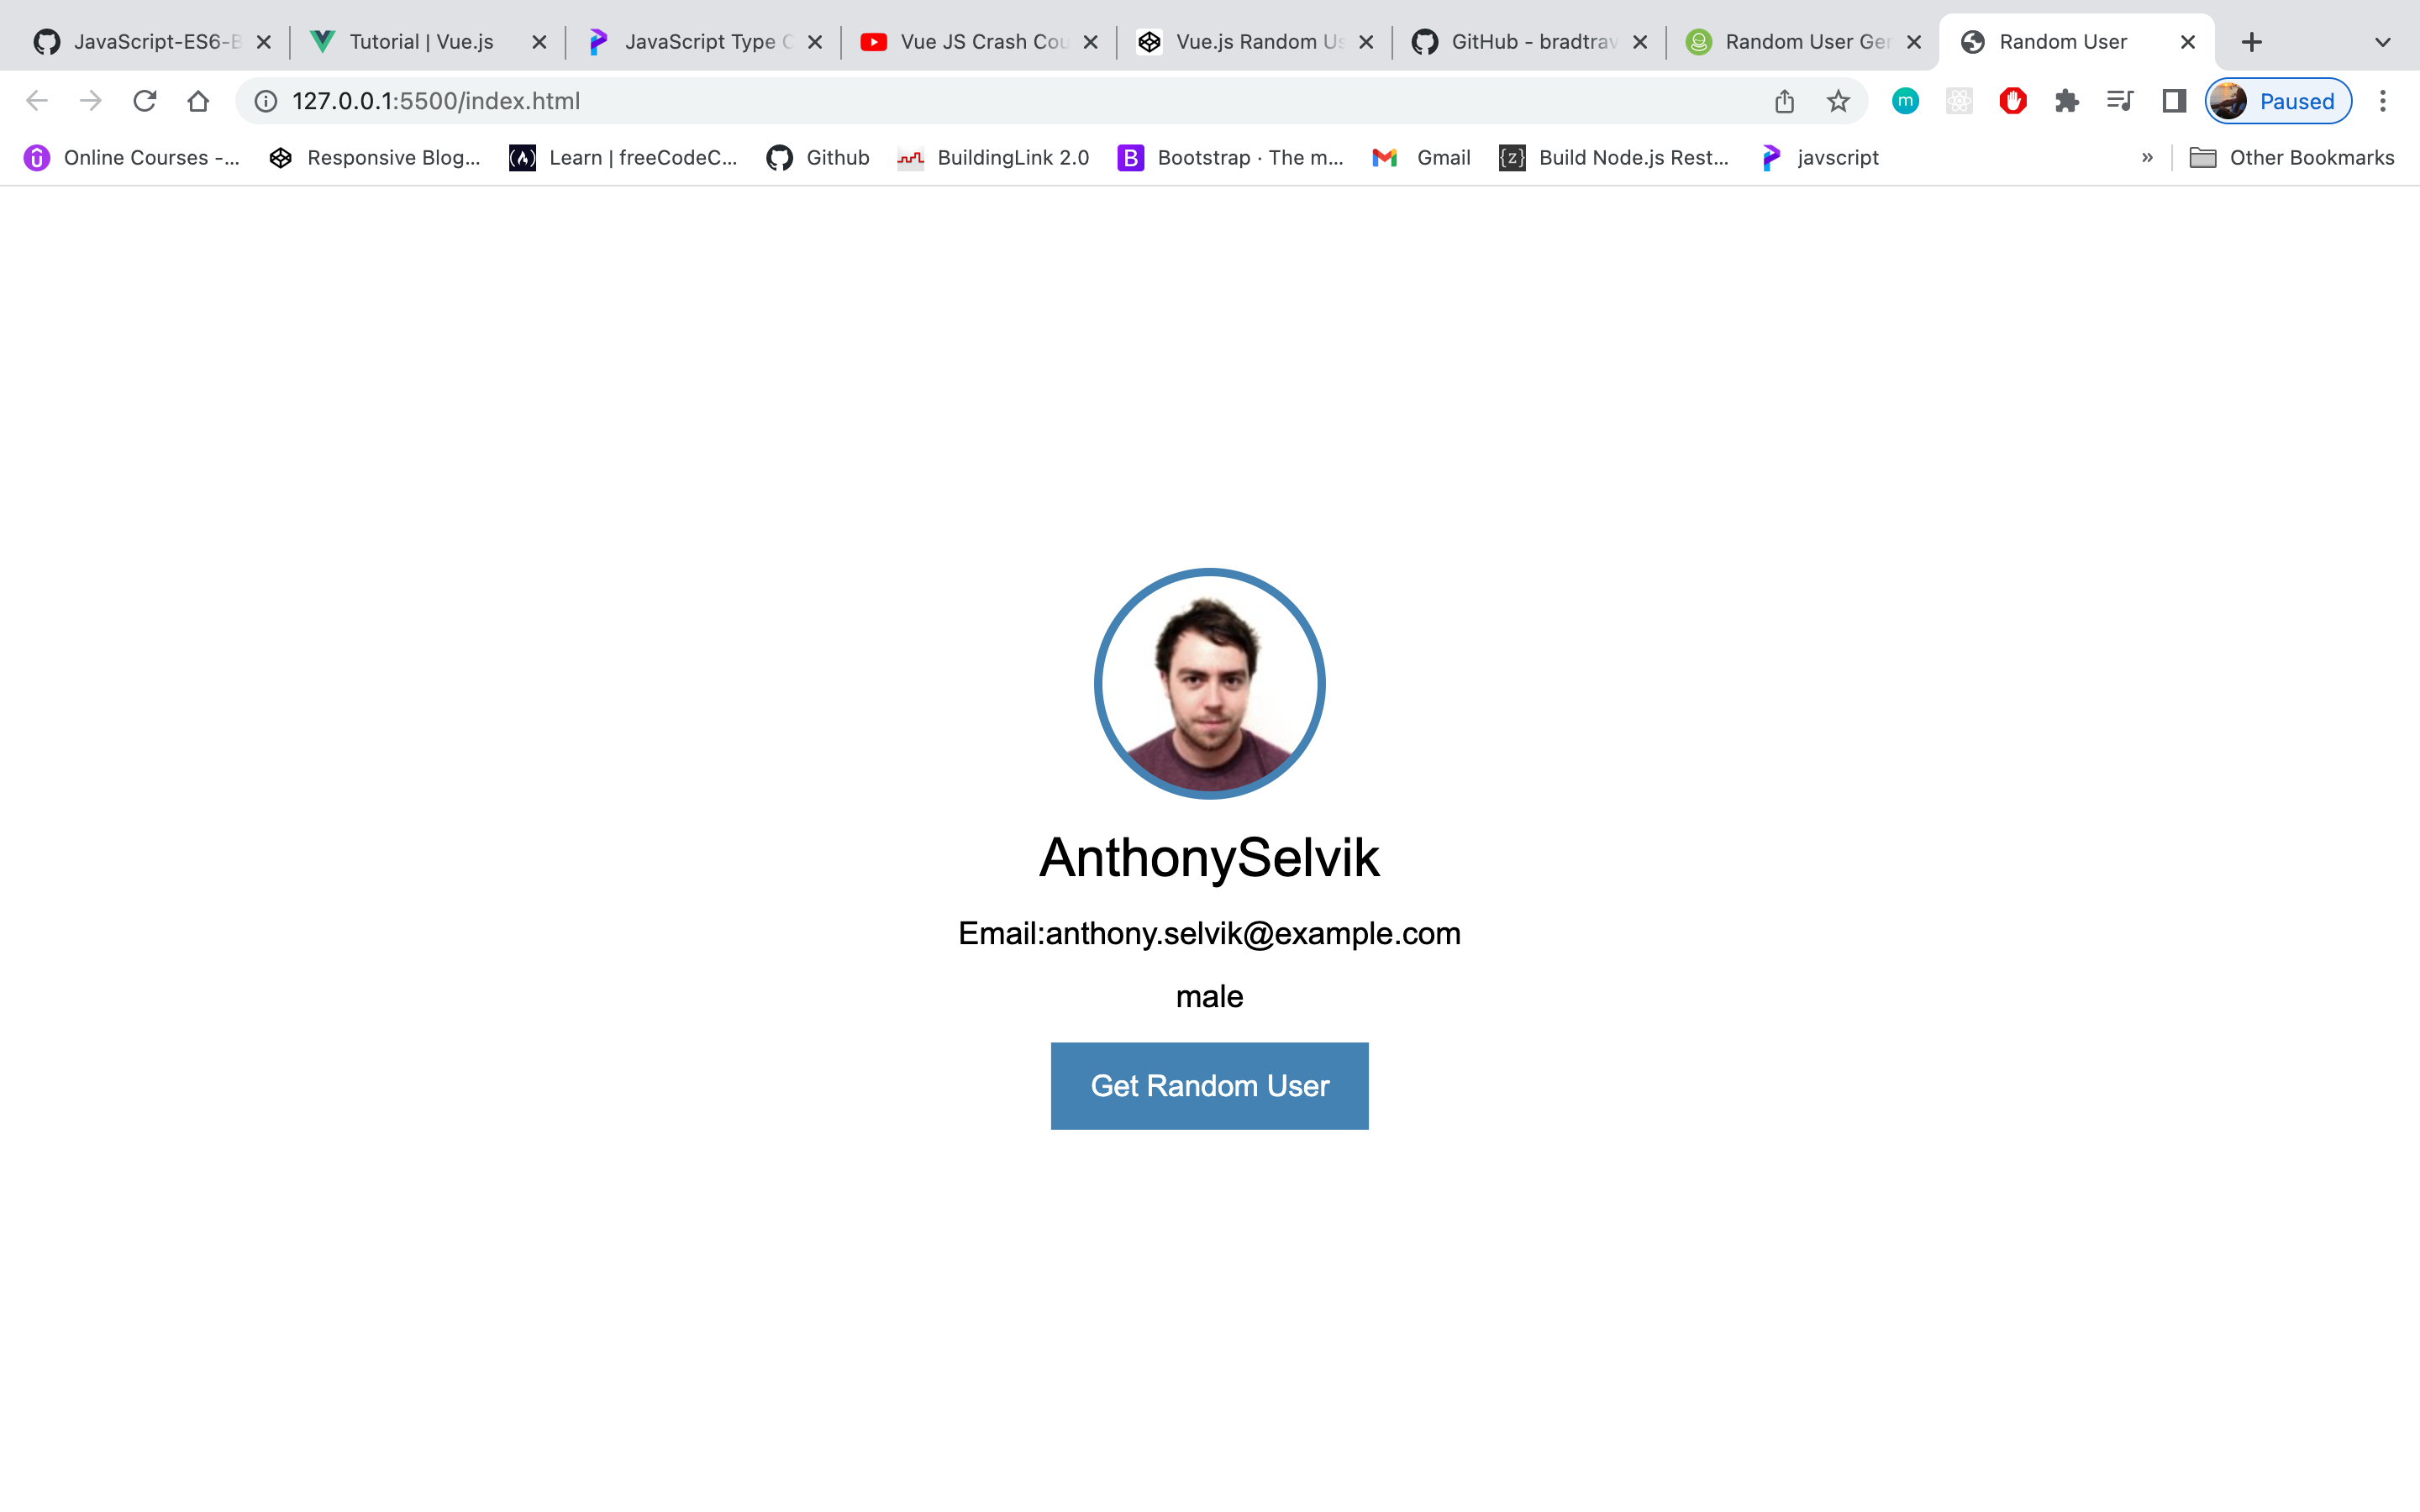 JavaScript-ES6-B
Tutorial | Vue.js
JavaScript Type C
Vue JS Crash Cou
Vue.js Random Us
GitHub - bradtrav
Random User Ger
Random User
127.0.0.1:5500/index.html
m
Paused
Online Courses -...
Responsive Blog...
Learn | freeCodeC...
Github
BuildingLink 2.0
B
Bootstrap · The m...
Gmail
{z}
Build Node.js Rest...
javscript
»
Other Bookmarks
AnthonySelvik
Email:anthony.selvik@example.com
male
Get Random User